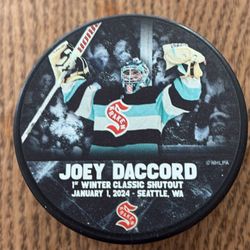 JOEY DACCORD
1ST WINTER CLASSIC SHUTOUT
JANUARY 1, 2024 - SEATTLE, WA
© NHLPA